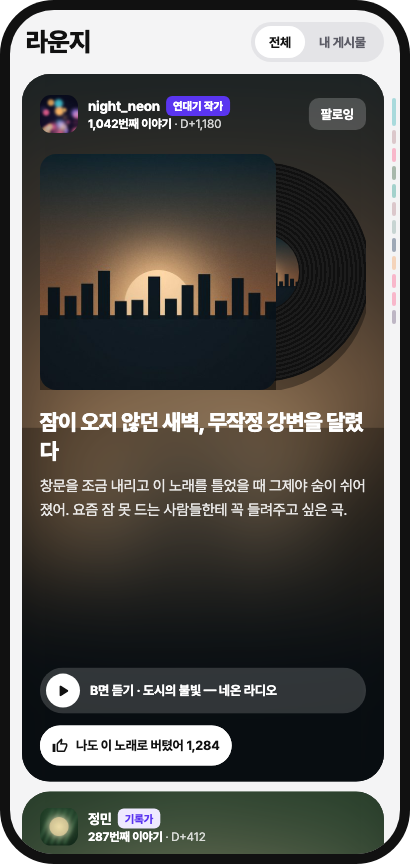 라운지
전체 내 게시물
night_neon 연대기 작가
1,042번째 이야기 · D+1,180
팔로잉
잠이 오지 않던 새벽, 무작정 강변을 달렸
다
창문을 조금 내리고 이 노래를 틀었을 때 그제야 숨이 쉬어
졌어. 요즘 잠 못 드는 사람들한테 꼭 들려주고 싶은 곡.
B면 듣기 · 도시의 불빛 — 네온 라디오
나도 이 노래로 버텼어 1,284
정민 기록가
287번째 이야기 · D+412